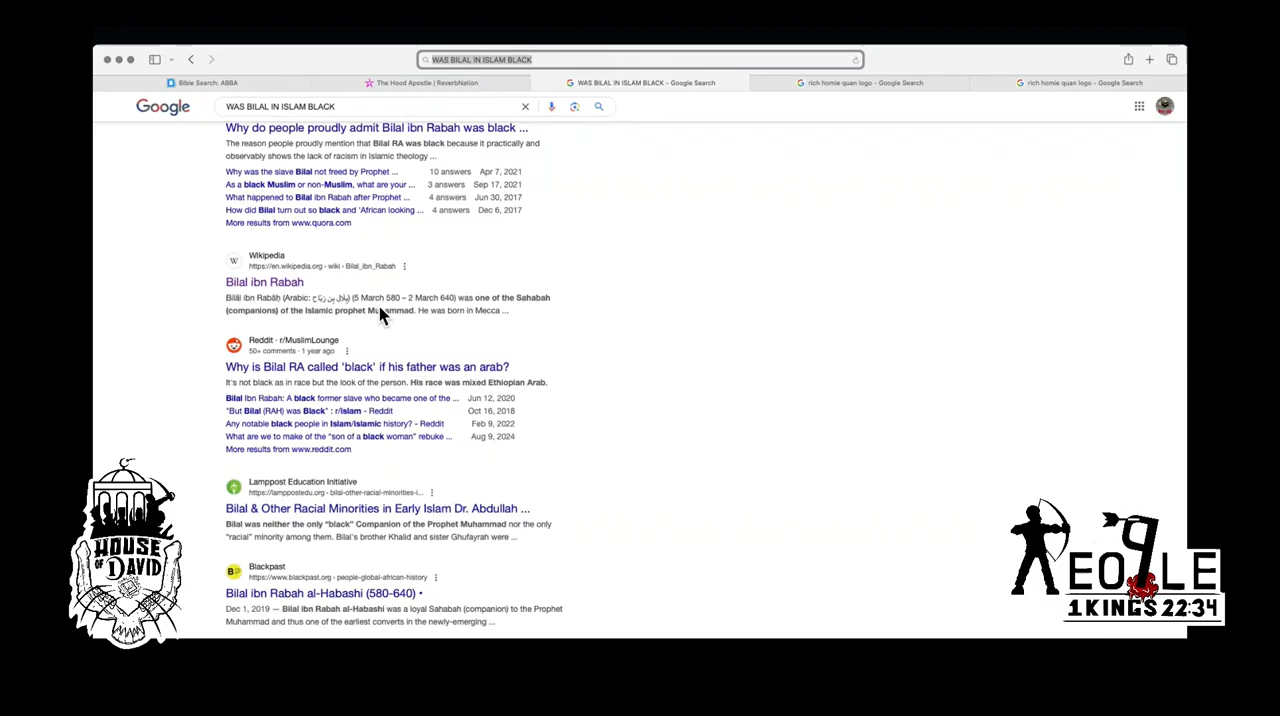 WAS BILAL IN ISLAM BLACK
Bible Search: ABBA
The Hood Apostle | ReverbNation
WAS BILAL IN ISLAM BLACK - Google Search
rich homie quan logo - Google Search
rich homie quan logo - Google Search
Google
WAS BILAL IN ISLAM BLACK
Why do people proudly admit Bilal ibn Rabah was black ...
The reason people proudly mention that Bilal RA was black because it practically and
observably shows the lack of racism in Islamic theology ...
Why was the slave Bilal not freed by Prophet ... 10 answers Apr 7, 2021
As a black Muslim or non-Muslim, what are your ... 3 answers Sep 17, 2021
What happened to Bilal ibn Rabah after Prophet ... 4 answers Jun 30, 2017
How did Bilal turn out so black and 'African looking ... 4 answers Dec 6, 2017
More results from www.quora.com
W
Wikipedia
https://en.wikipedia.org › wiki › Bilal_ibn_Rabah
Bilal ibn Rabah
Bilāl ibn Rabāḥ (Arabic: بِلَال بِن رَبَاح) (5 March 580 – 2 March 640) was one of the Sahabah
(companions) of the Islamic prophet Muhammad. He was born in Mecca ...
Reddit · r/MuslimLounge
50+ comments · 1 year ago
Why is Bilal RA called 'black' if his father was an arab?
It's not black as in race but the look of the person. His race was mixed Ethiopian Arab.
Bilal Ibn Rabah: A black former slave who became one of the ... Jun 12, 2020
"But Bilal (RAH) was Black" : r/islam - Reddit Oct 16, 2018
Any notable black people in Islam/Islamic history? - Reddit Feb 9, 2022
What are we to make of the "son of a black woman" rebuke ... Aug 9, 2024
More results from www.reddit.com
Lamppost Education Initiative
https://lamppostedu.org › bilal-other-racial-minorities-i...
Bilal & Other Racial Minorities in Early Islam Dr. Abdullah ...
Bilal was neither the only "black" Companion of the Prophet Muhammad nor the only
"racial" minority among them. Bilal's brother Khalid and sister Ghufayrah were ...
BP
Blackpast
https://www.blackpast.org › people-global-african-history
Bilal ibn Rabah al-Habashi (580-640) •
Dec 1, 2019 — Bilal ibn Rabah al-Habashi was a loyal Sahabah (companion) to the Prophet
Muhammad and thus one of the earliest converts in the newly-emerging ...
HOUSE
OF DAVID
PEOPLE
1 KINGS 22:34